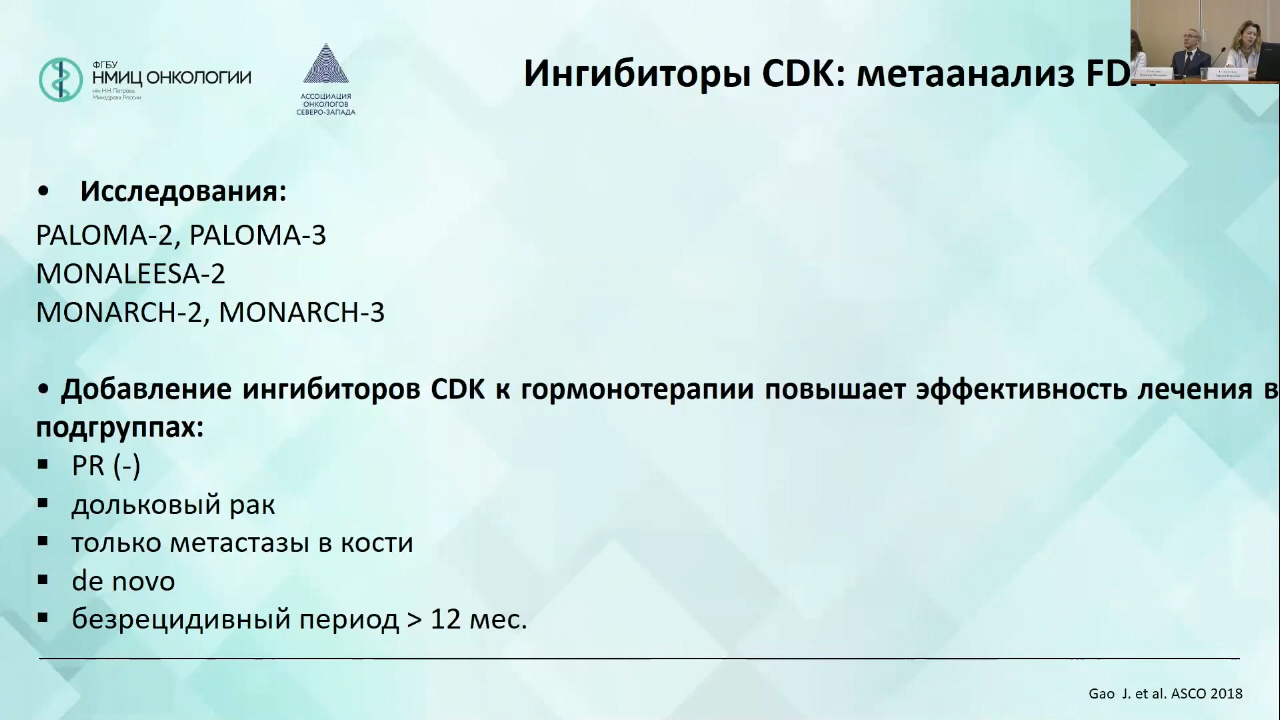 ФГБУ
НМИЦ ОНКОЛОГИИ
им. Н.Н. Петрова
Минздрава России
АССОЦИАЦИЯ
ОНКОЛОГОВ
СЕВЕРО-ЗАПАДА
Ингибиторы CDK: метаанализ FD
• Исследования:
PALOMA-2, PALOMA-3
MONALEESA-2
MONARCH-2, MONARCH-3
• Добавление ингибиторов CDK к гормонотерапии повышает эффективность лечения в
подгруппах:
▪ PR (-)
▪ дольковый рак
▪ только метастазы в кости
▪ de novo
▪ безрецидивный период > 12 мес.
Gao J. et al. ASCO 2018